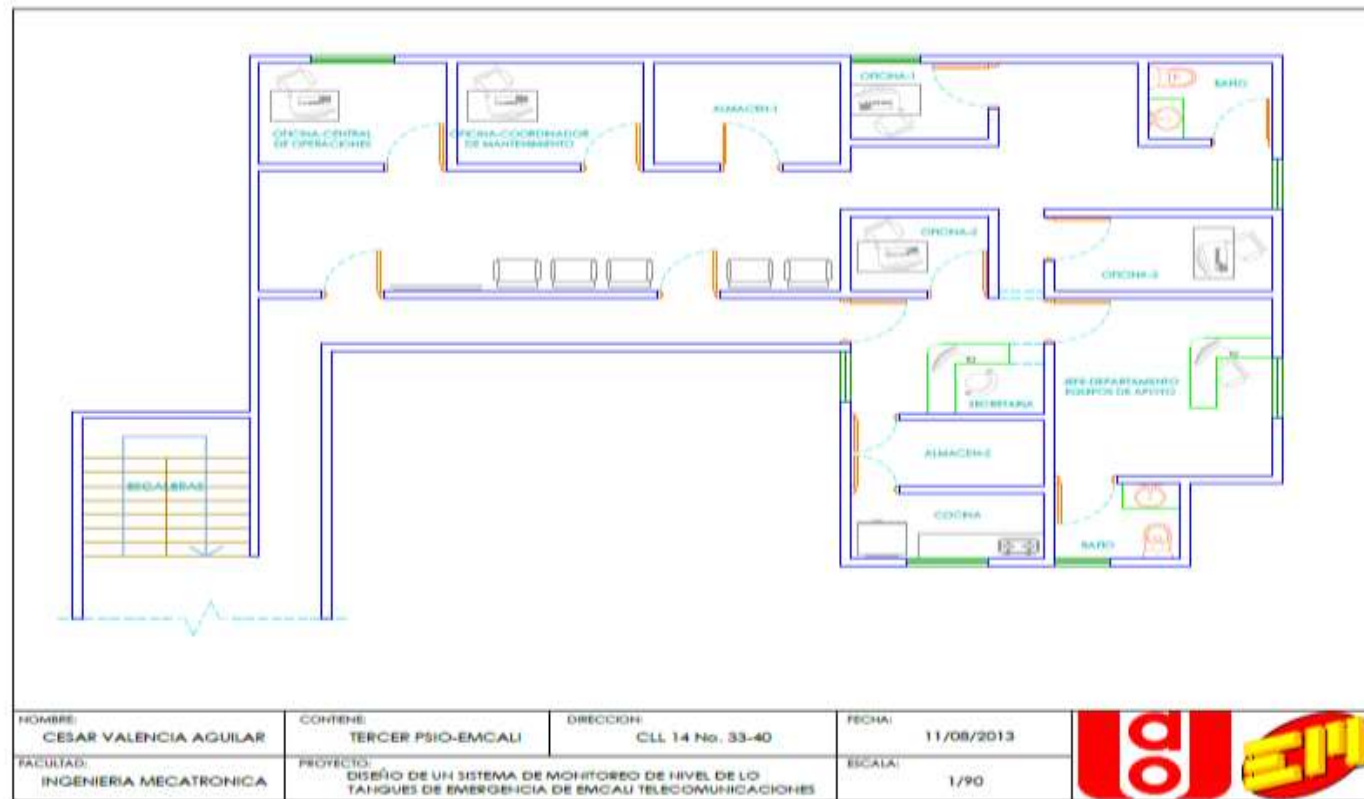 OFICINA-CENTRAL
DE OPERACIONES
OFICINA-COORDINADOR
DE MANTENIMIENTO
ALMACEN-1
OFICINA-1
BAÑO
OFICINA-2
OFICINA-3
SECRETARIA
JEFE-DEPARTAMENTO
EQUIPOS DE APOYO
ALMACEN-2
ESCALERAS
COCINA
BAÑO
NOMBRE:
CESAR VALENCIA AGUILAR
CONTIENE:
TERCER PSIO-EMCALI
DIRECCION:
CLL 14 No. 33-40
FECHA:
11/08/2013
FACULTAD:
INGENIERIA MECATRONICA
PROYECTO:
DISEÑO DE UN SISTEMA DE MONITOREO DE NIVEL DE LO
TANQUES DE EMERGENCIA DE EMCALI TELECOMUNICACIONES
ESCALA:
1/90
uao
EM